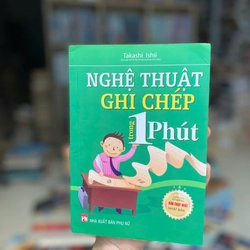 Takashi Ishii
NGHỆ THUẬT
GHI CHÉP
trong 1 Phút
NHÀ XUẤT BẢN PHỤ NỮ